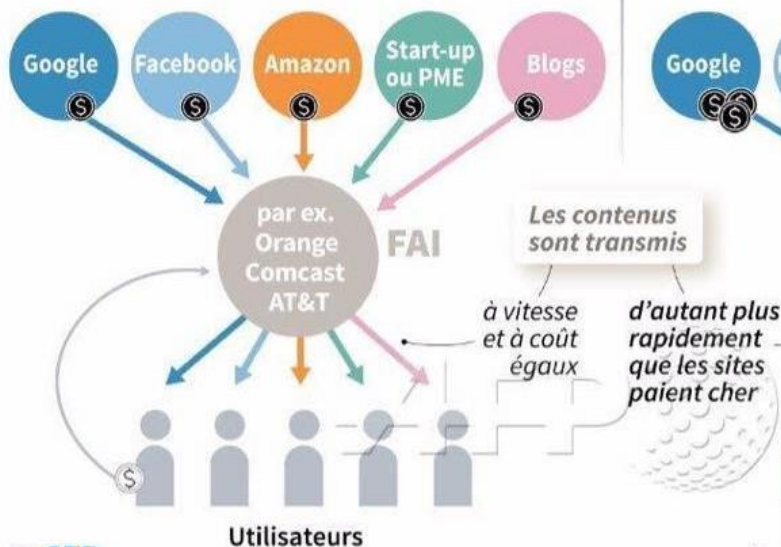 Google
Facebook
Amazon
Start-up
ou PME
Blogs
Google
$
$
$
$
$
$
$
$
par ex.
Orange
Comcast
AT&T
FAI
Les contenus
sont transmis
à vitesse
et à coût
égaux
d'autant plus
rapidement
que les sites
paient cher
$
Utilisateurs